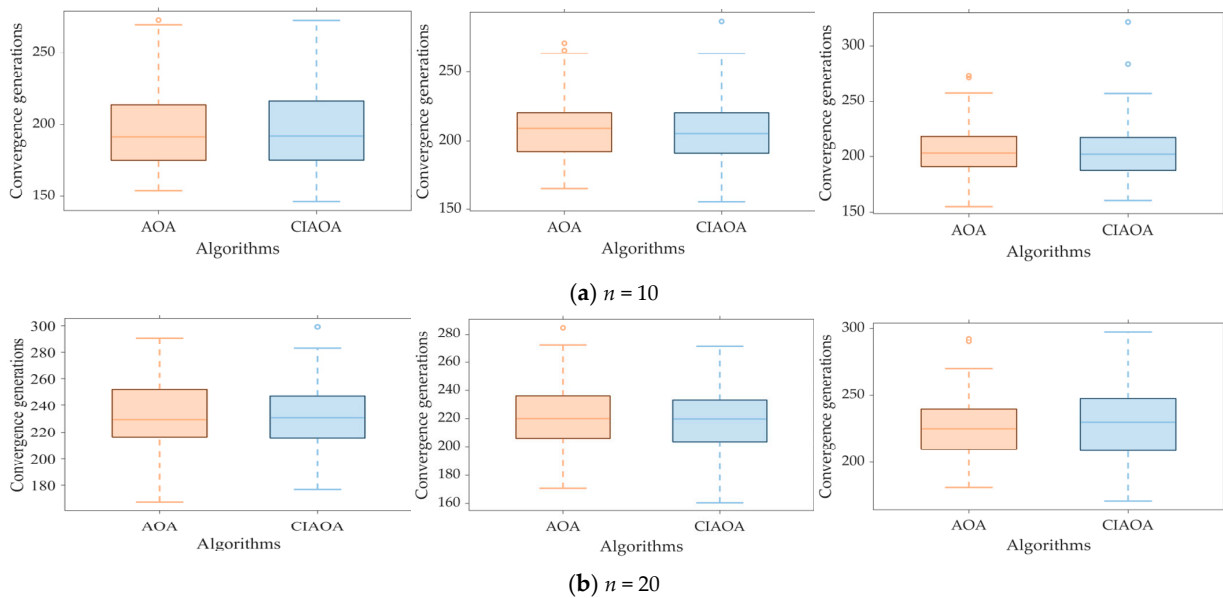 Convergence generations
250
200
150
AOA
CIAOA
Algorithms
Convergence generations
250
200
150
AOA
CIAOA
Algorithms
Convergence generations
300
250
200
150
AOA
CIAOA
Algorithms
(a) n = 10
Convergence generations
300
280
260
240
220
200
180
AOA
CIAOA
Algorithms
Convergence generations
280
260
240
220
200
180
160
AOA
CIAOA
Algorithms
Convergence generations
300
250
200
AOA
CIAOA
Algorithms
(b) n = 20